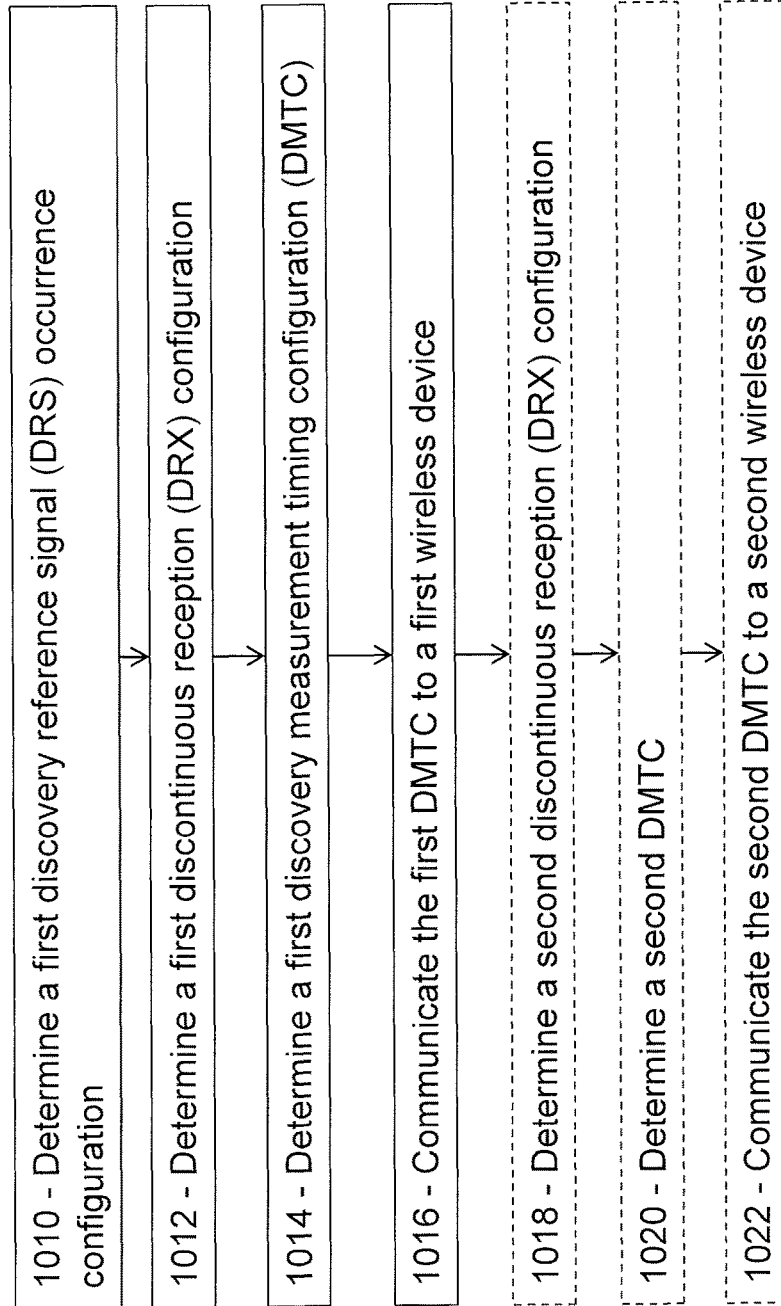 1010 - Determine a first discovery reference signal (DRS) occurrence
configuration
1012 - Determine a first discontinuous reception (DRX) configuration
1014 - Determine a first discovery measurement timing configuration (DMTC)
1016 - Communicate the first DMTC to a first wireless device
1018 - Determine a second discontinuous reception (DRX) configuration
1020 - Determine a second DMTC
1022 - Communicate the second DMTC to a second wireless device